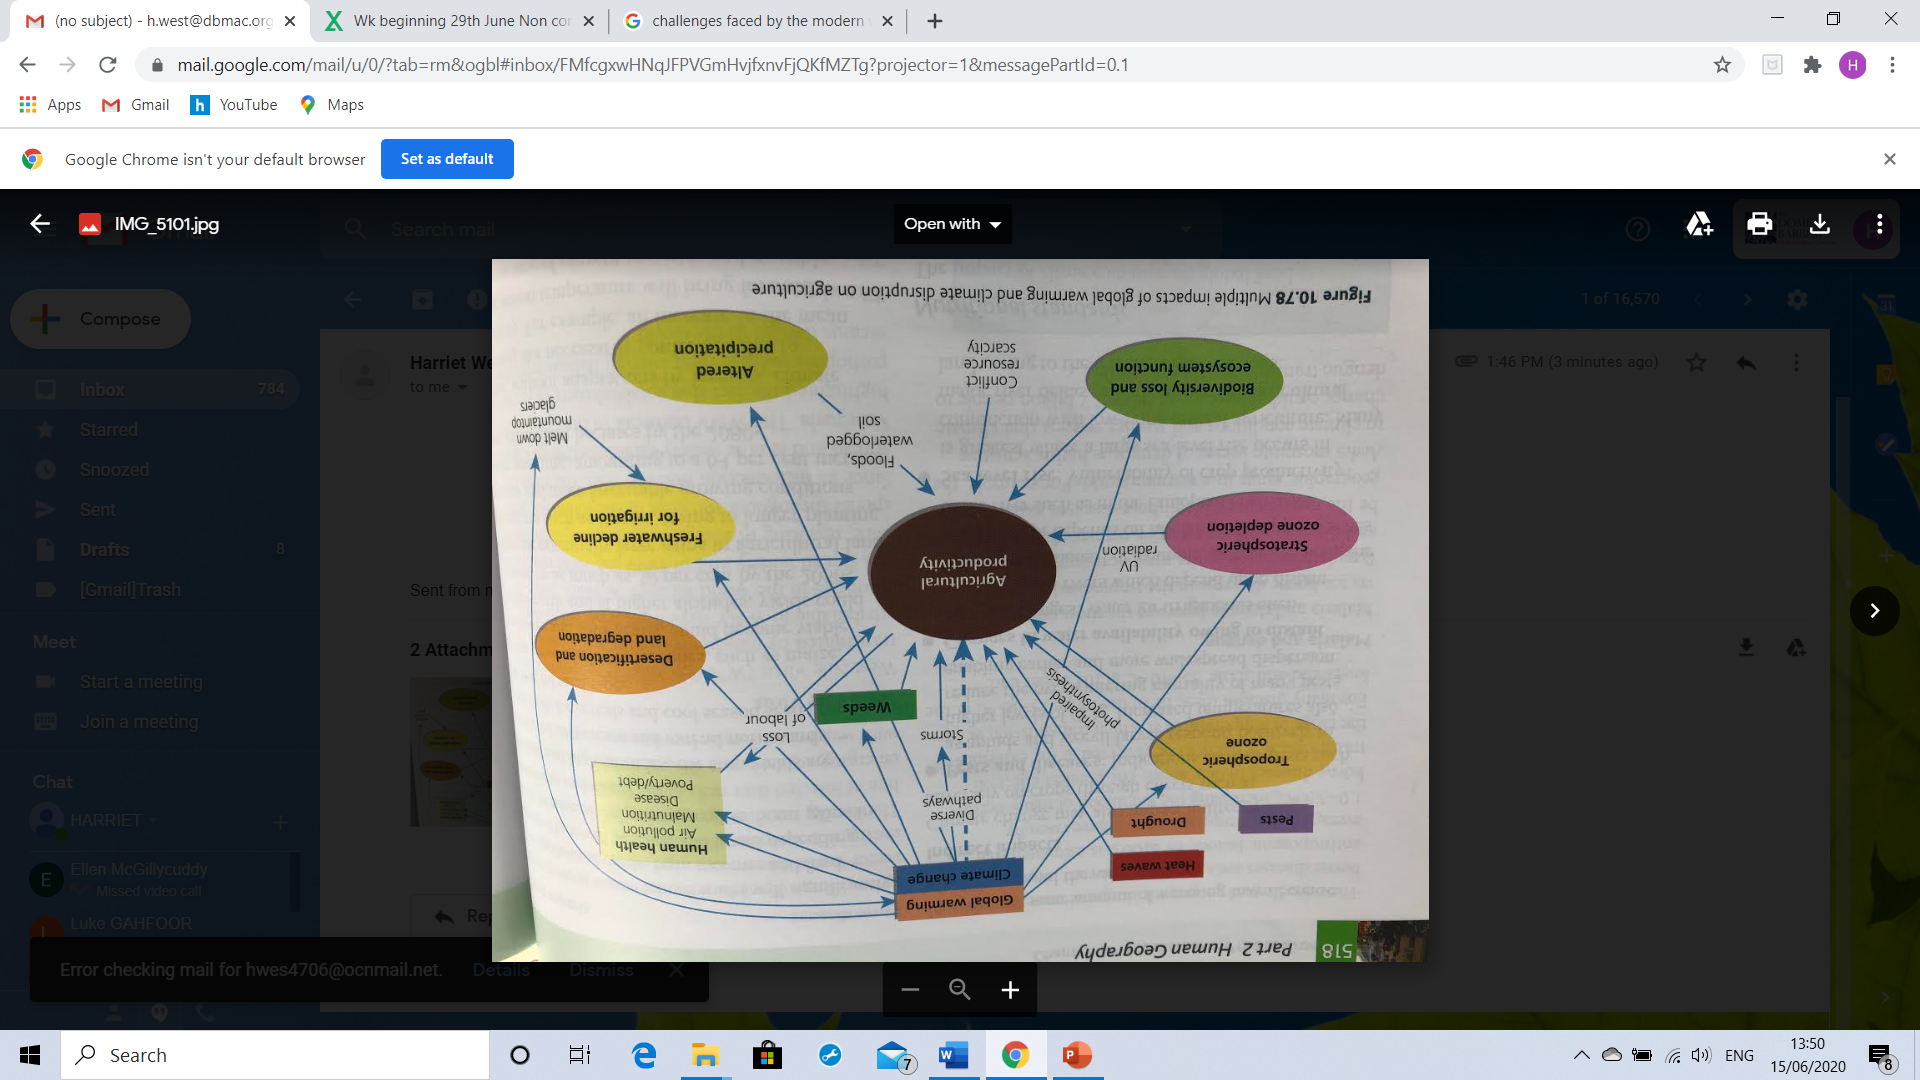 (no subject) - h.west@dbmac.org
Wk beginning 29th June Non co
challenges faced by the modern
mail.google.com/mail/u/0/?tab=rm&ogbl#inbox/FMfcgxwHNqJFPVGmHvjfxnvFjQKfMZTg?projector=1&messagePartId=0.1
H
Apps
Gmail
YouTube
Maps
Google Chrome isn't your default browser
Set as default
IMG_5101.jpg
Search mail
Open with
Compose
1 of 16,570
Inbox 784
Starred
Snoozed
Sent
Drafts 8
[Gmail]Trash
Meet
Start a meeting
Join a meeting
Chat
HARRIET
Ellen McGillycuddy
Missed video call
Luke GAHFOOR
Harriet We
to me
1:46 PM (3 minutes ago)
Sent from
2 Attachm
Rep
Error checking mail for hwes4706@ocnmail.net.
Details
Dismiss
518
Part 2 Human Geography
Global warming
Climate change
Heat waves
Drought
Pests
Human health
Air pollution
Malnutrition
Disease
Poverty/debt
Diverse
pathways
Tropospheric
ozone
Storms
Loss
of labour
Weeds
Impaired
photosynthesis
Desertification and
land degradation
Agricultural
productivity
UV
radiation
Stratospheric
ozone depletion
Freshwater decline
for irrigation
Floods,
waterlogged
soil
Melt down
mountaintop
glaciers
Altered
precipitation
Conflict
resource
scarcity
Biodiversity loss and
ecosystem function
Figure 10.78 Multiple impacts of global warming and climate disruption on agriculture
Search
7
ENG
13:50
15/06/2020
8